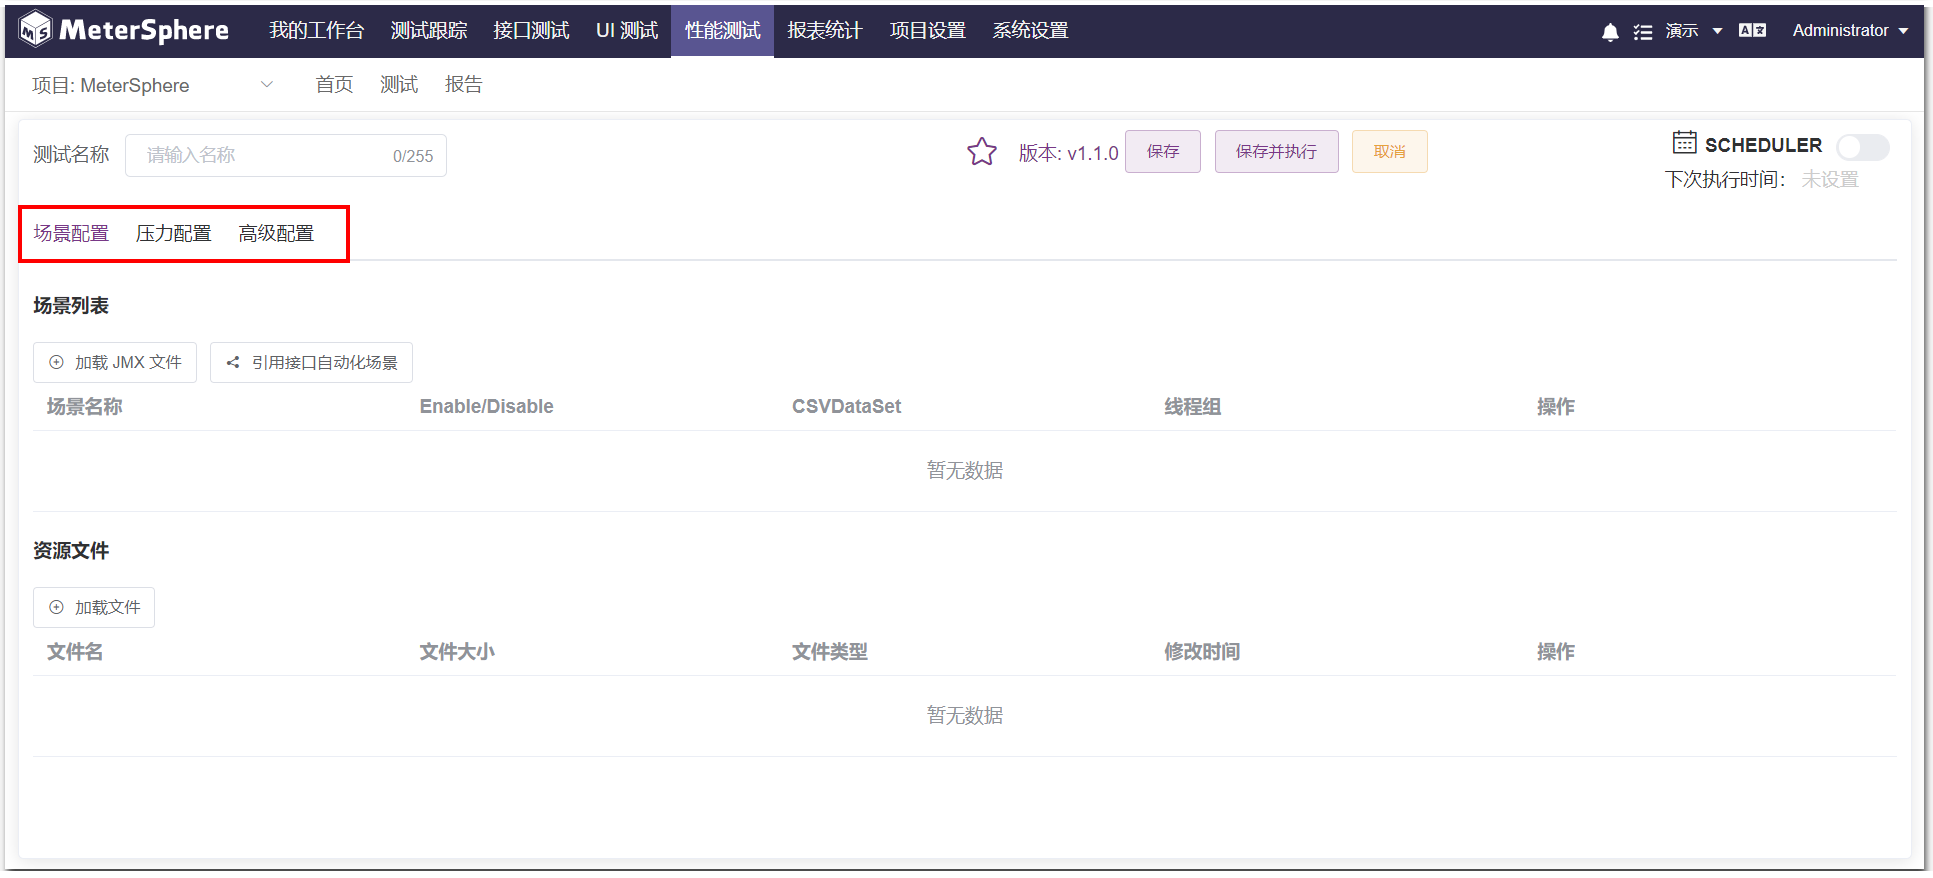 MeterSphere 我的工作台 测试跟踪 接口测试 UI 测试 性能测试 报表统计 项目设置 系统设置 演示 Administrator
项目: MeterSphere 首页 测试 报告
测试名称 请输入名称 0/255 版本: v1.1.0 保存 保存并执行 取消 SCHEDULER
下次执行时间： 未设置
场景配置 压力配置 高级配置
场景列表
加载 JMX 文件 引用接口自动化场景
场景名称 Enable/Disable CSVDataSet 线程组 操作
暂无数据
资源文件
加载文件
文件名 文件大小 文件类型 修改时间 操作
暂无数据